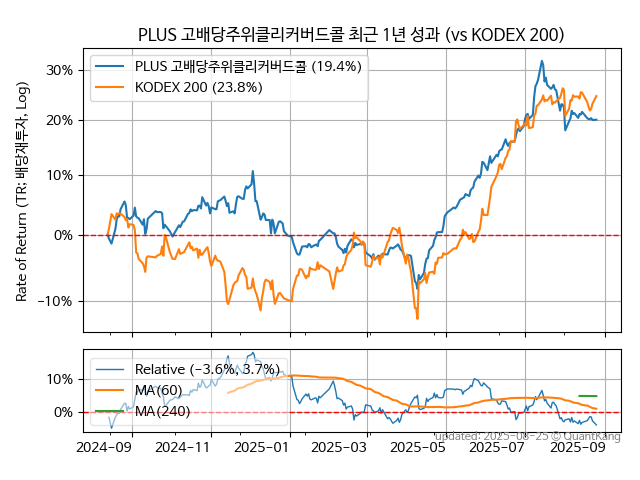 PLUS 고배당주위클리커버드콜 최근 1년 성과 (vs KODEX 200)
Rate of Return (TR: 배당재투자, Log)
PLUS 고배당주위클리커버드콜 (19.4%)
KODEX 200 (23.8%)
30%
20%
10%
0%
−10%
Relative (−3.6%, 3.7%)
MA(60)
MA(240)
10%
0%
2024−09 2024−11 2025−01 2025−03 2025−05 2025−07 2025−09
updated: 2025−08−25 © QuantKang